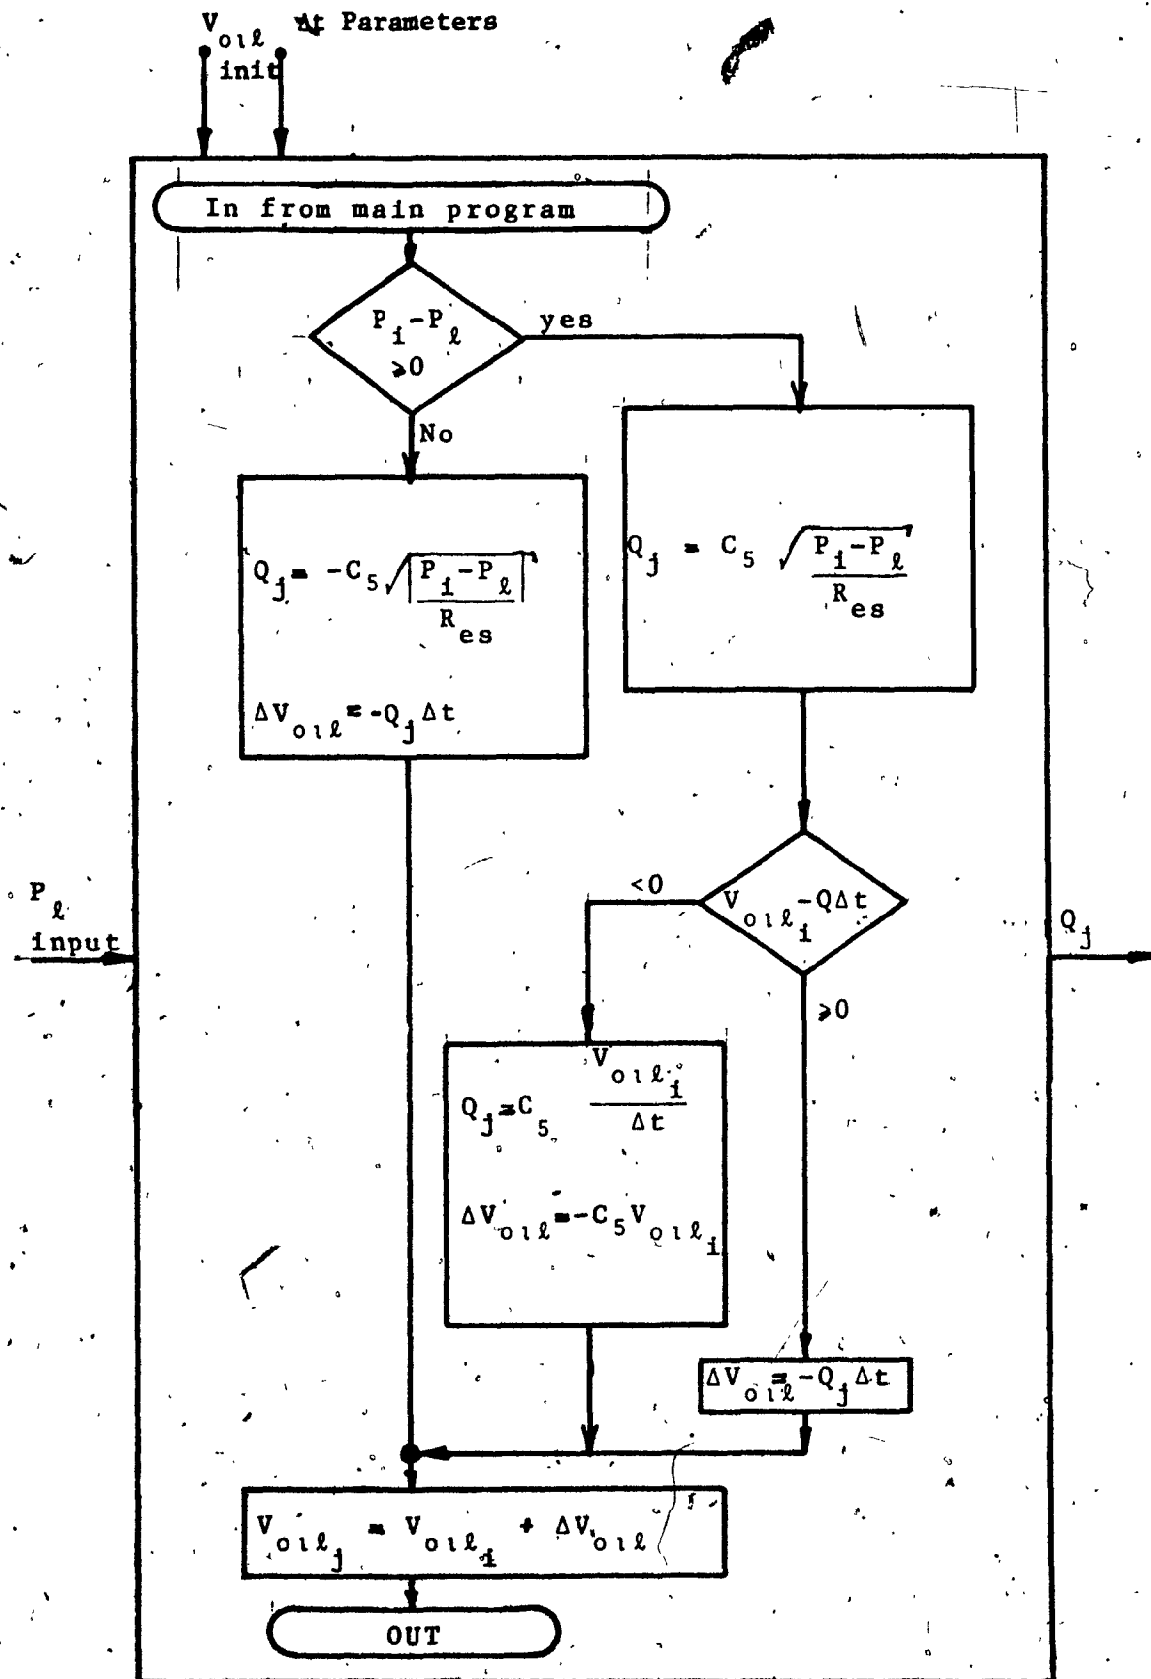 V_oil init Δt Parameters
In from main program
P_i-P_ℓ
≥0
yes
No
Q_j = -C_5 √(|P_i-P_ℓ| / R_es)
ΔV_oil = -Q_j Δt
Q_j = C_5 √((P_i-P_ℓ) / R_es)
P_ℓ
input
<0
V_oil_i - QΔt
Q_j
≥0
Q_j = C_5 V_oil_i / Δt
ΔV_oil = -C_5 V_oil_i
ΔV_oil = -Q_j Δt
V_oil_j = V_oil_i + ΔV_oil
OUT